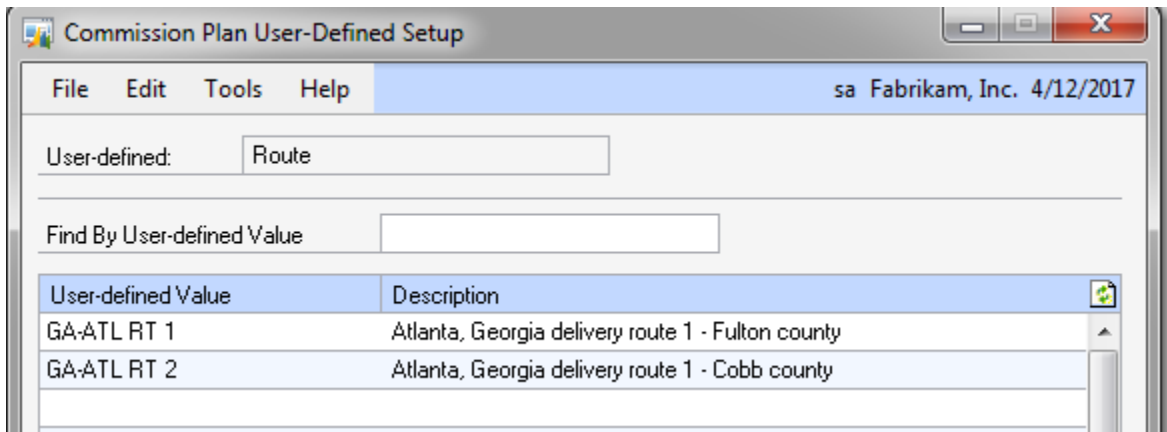 Commission Plan User-Defined Setup
File Edit Tools Help sa Fabrikam, Inc. 4/12/2017
User-defined: Route
Find By User-defined Value
User-defined Value Description
GA-ATL RT 1 Atlanta, Georgia delivery route 1 - Fulton county
GA-ATL RT 2 Atlanta, Georgia delivery route 1 - Cobb county